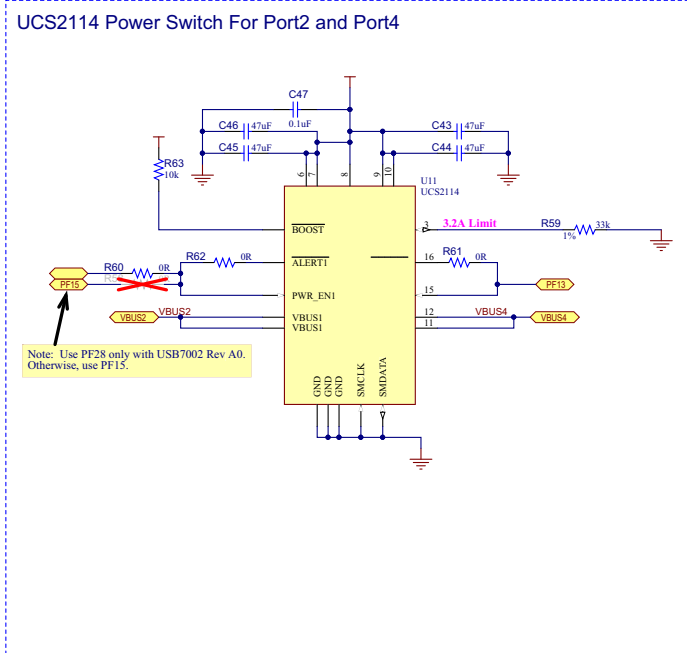 UCS2114 Power Switch For Port2 and Port4
C47
0.1uF
C46 47uF
C45 47uF
C43 47uF
C44 47uF
R63
10k
6
7
8
9
10
U11
UCS2114
BOOST
3
3.2A Limit
R59
1%
33k
R62
0R
ALERT1
16
R61
0R
R60
0R
PF15
PWR_EN1
15
PF13
VBUS2
VBUS2
VBUS1
VBUS1
12
11
VBUS4
VBUS4
Note: Use PF28 only with USB7002 Rev A0.
Otherwise, use PF15.
GND
GND
GND
SMCLK
SMDATA